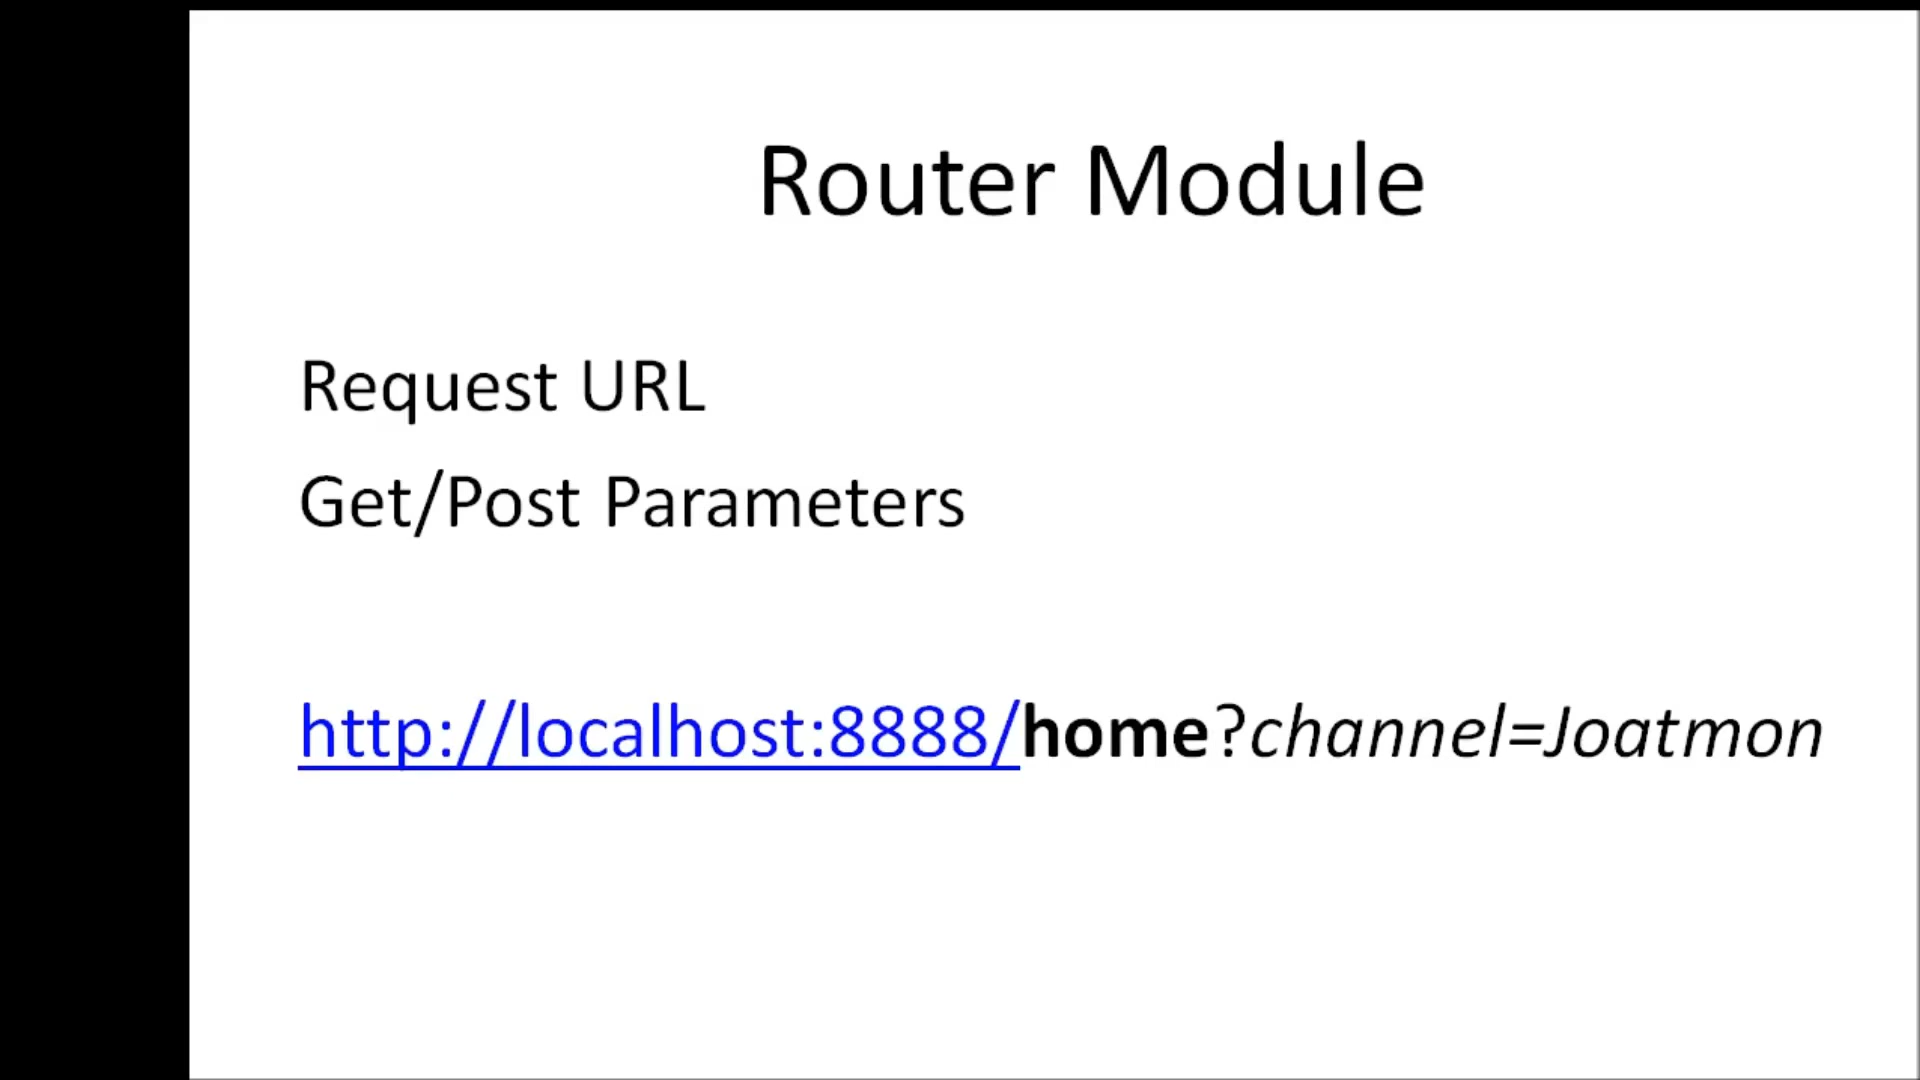 Router Module
Request URL
Get/Post Parameters
http://localhost:8888/home?channel=Joatmon